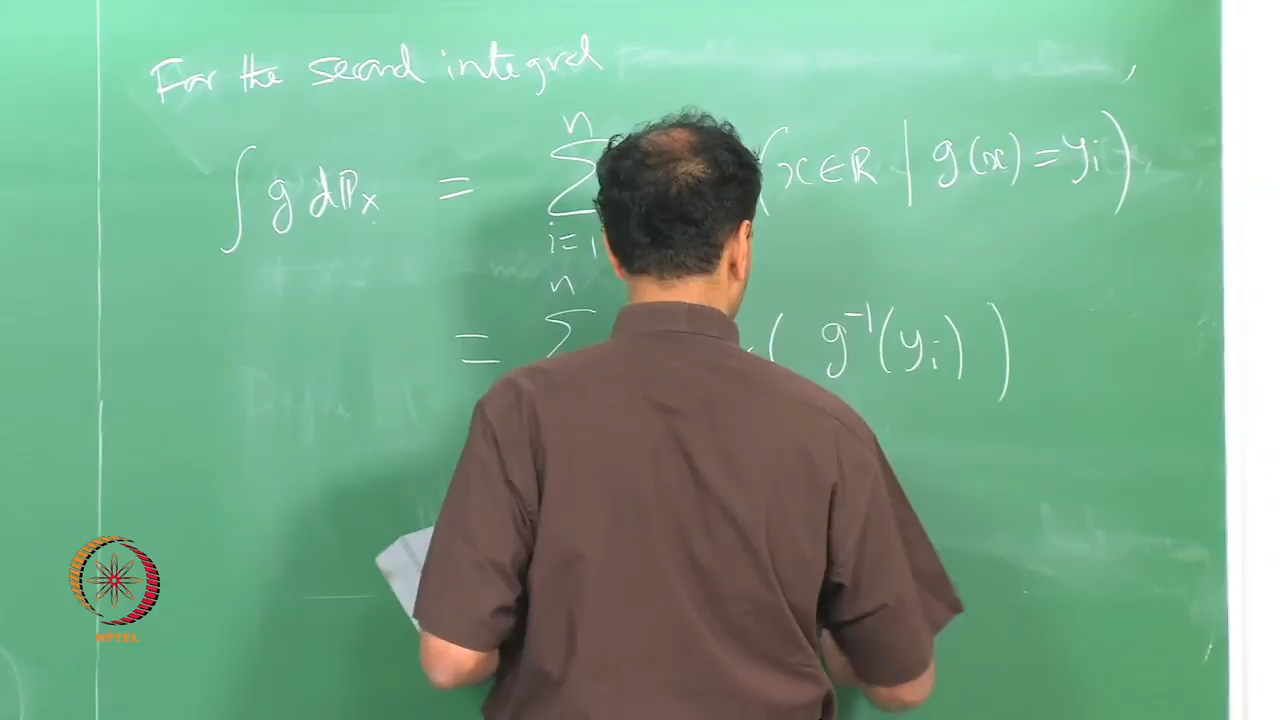 For the second integral
∫ g dℙx = n Σ i=1 (x∈ℝ | g(x) = yi)
= n Σ ( g⁻¹(yi) )
NPTEL